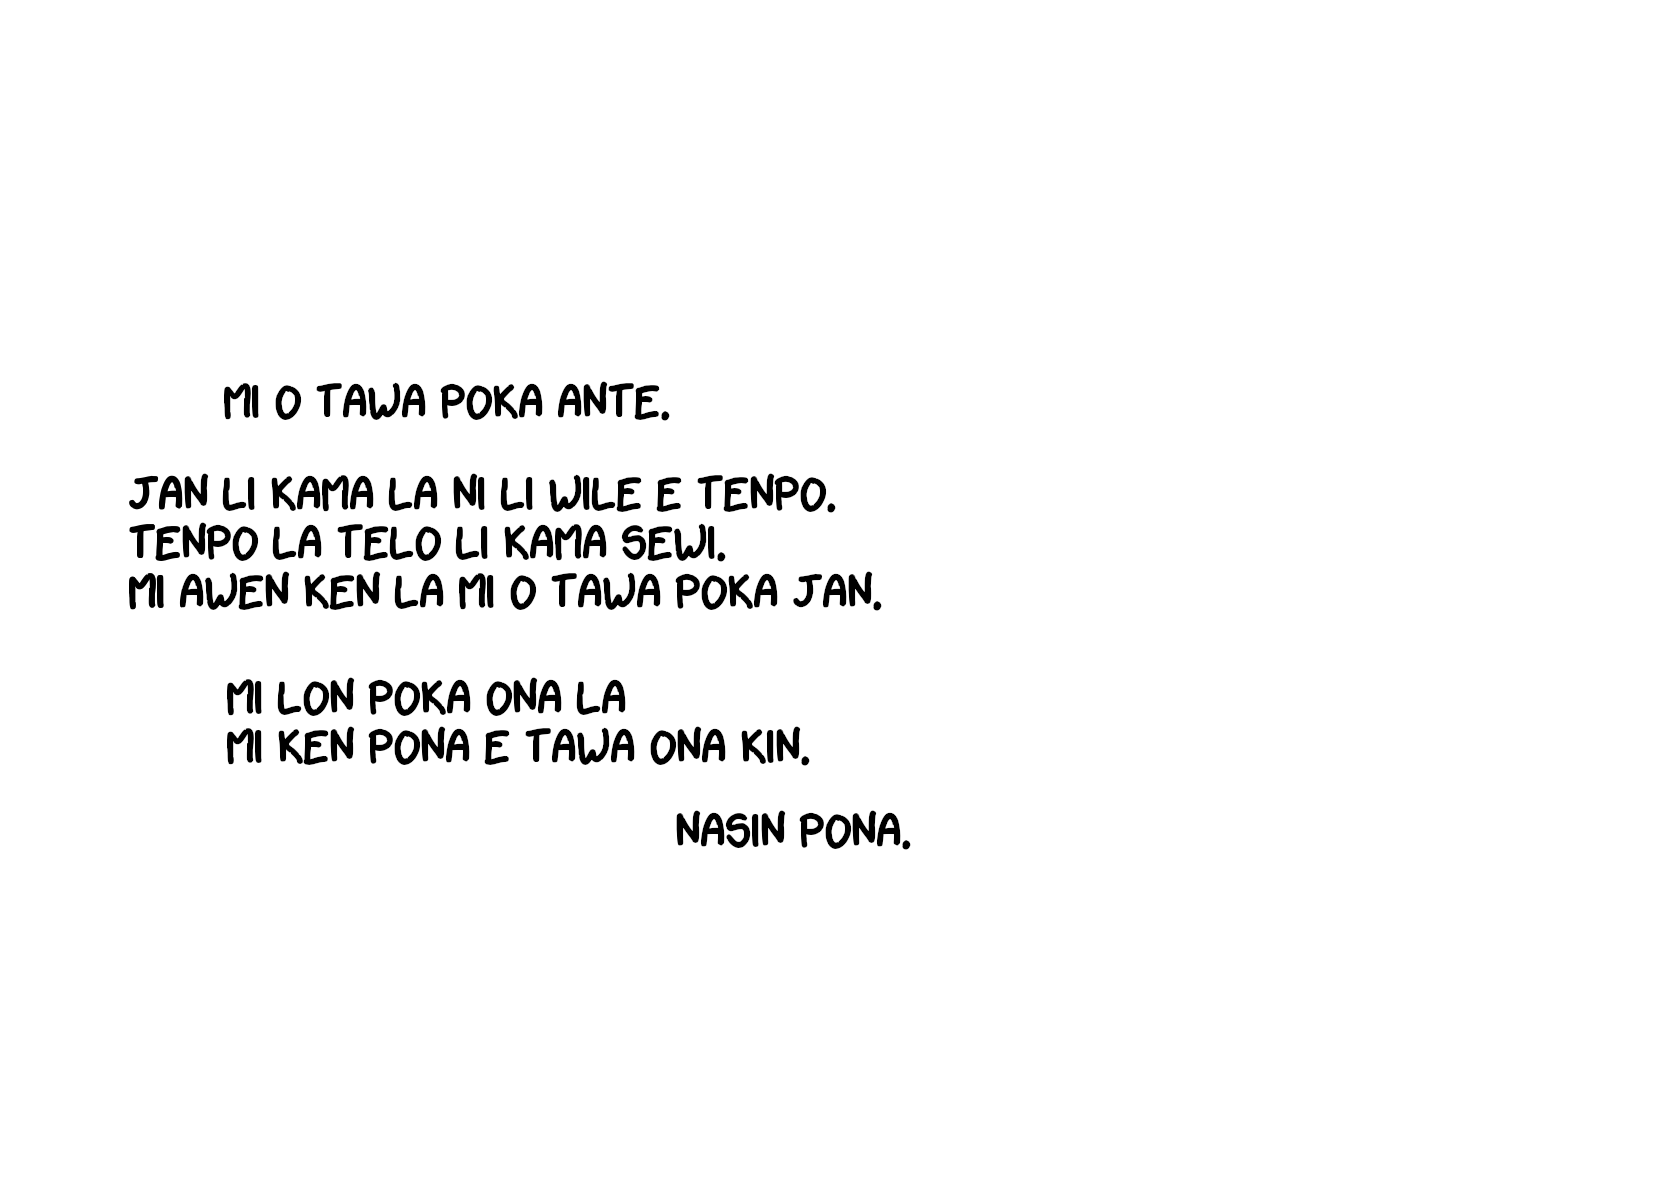 MI O TAWA POKA ANTE.
JAN LI KAMA LA NI LI WILE E TENPO.
TENPO LA TELO LI KAMA SEWI.
MI AWEN KEN LA MI O TAWA POKA JAN.
MI LON POKA ONA LA
MI KEN PONA E TAWA ONA KIN.
NASIN PONA.